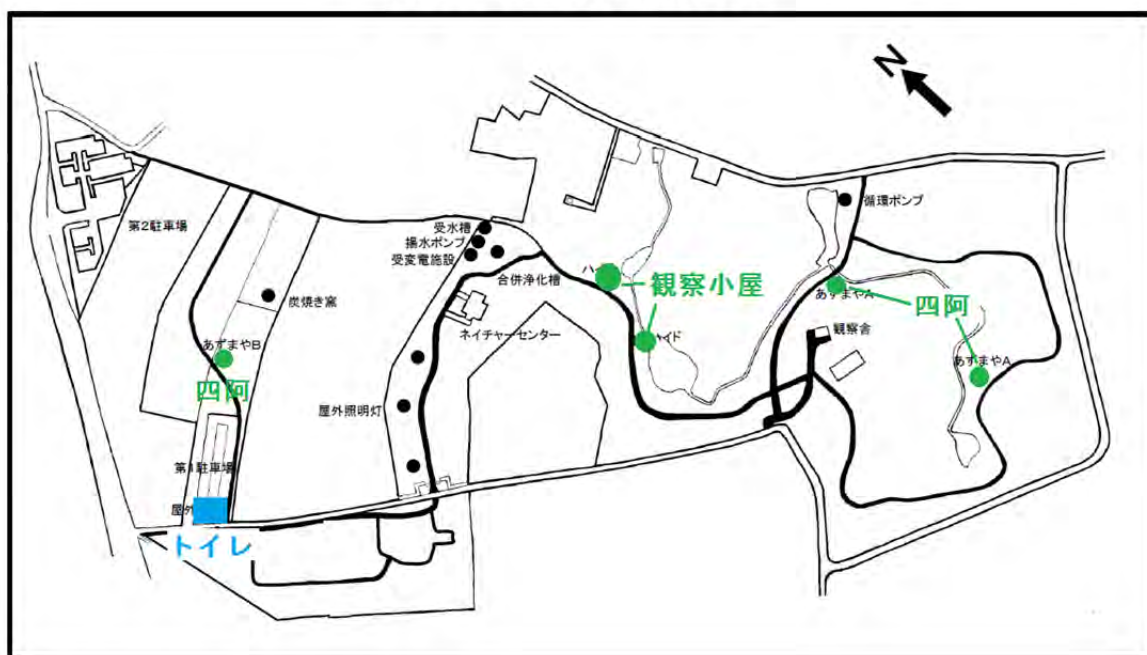 N
循環ポンプ
第2駐車場
受水槽
揚水ポンプ
受変電施設
合併浄化槽
ハ
観察小屋
あずまやA
四阿
炭焼き窯
ネイチャーセンター
イド
観察舎
あずまやB
四阿
あずまやA
屋外照明灯
第1駐車場
屋外
トイレ